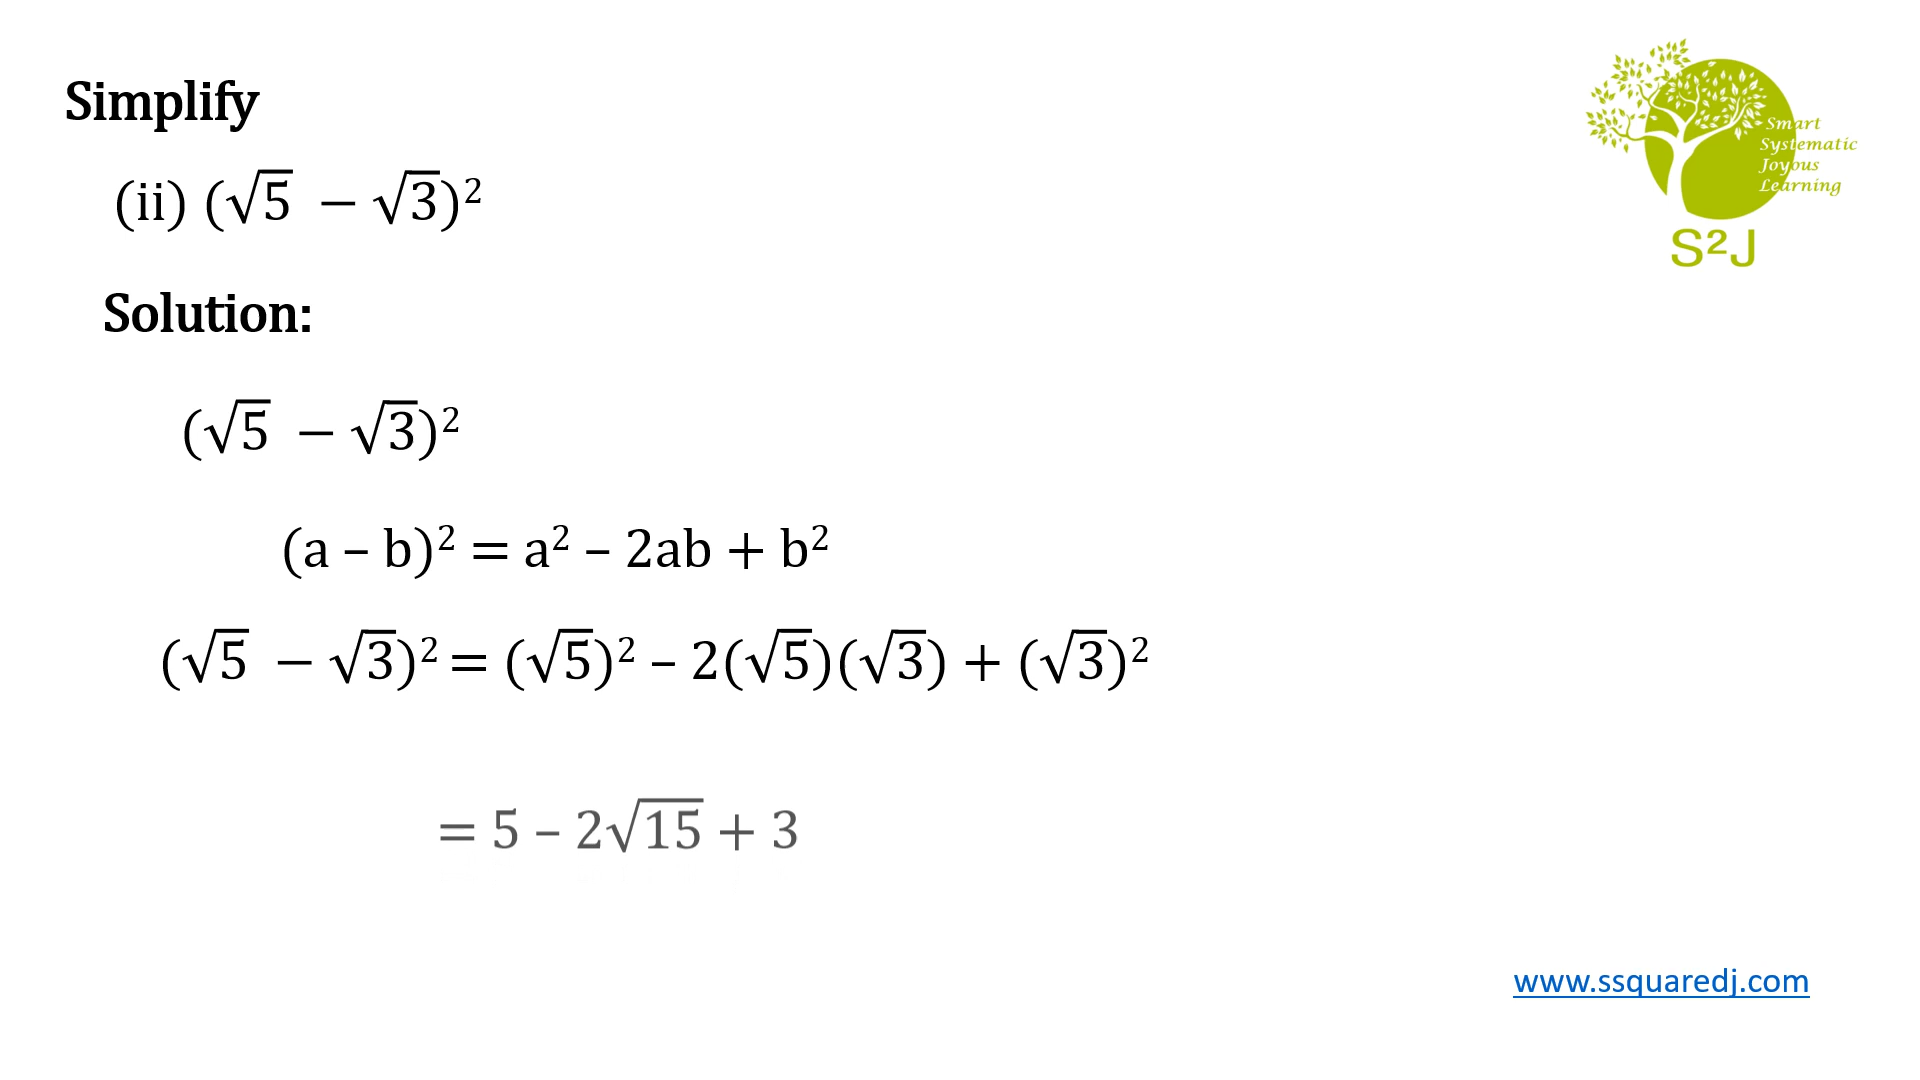 Simplify
(ii) (√5 − √3)²
Solution:
(√5 − √3)²
(a – b)² = a² – 2ab + b²
(√5 − √3)² = (√5)² – 2(√5)(√3) + (√3)²
= 5 – 2√15 + 3
Smart
Systematic
Joyous
Learning
S²J
www.ssquaredj.com